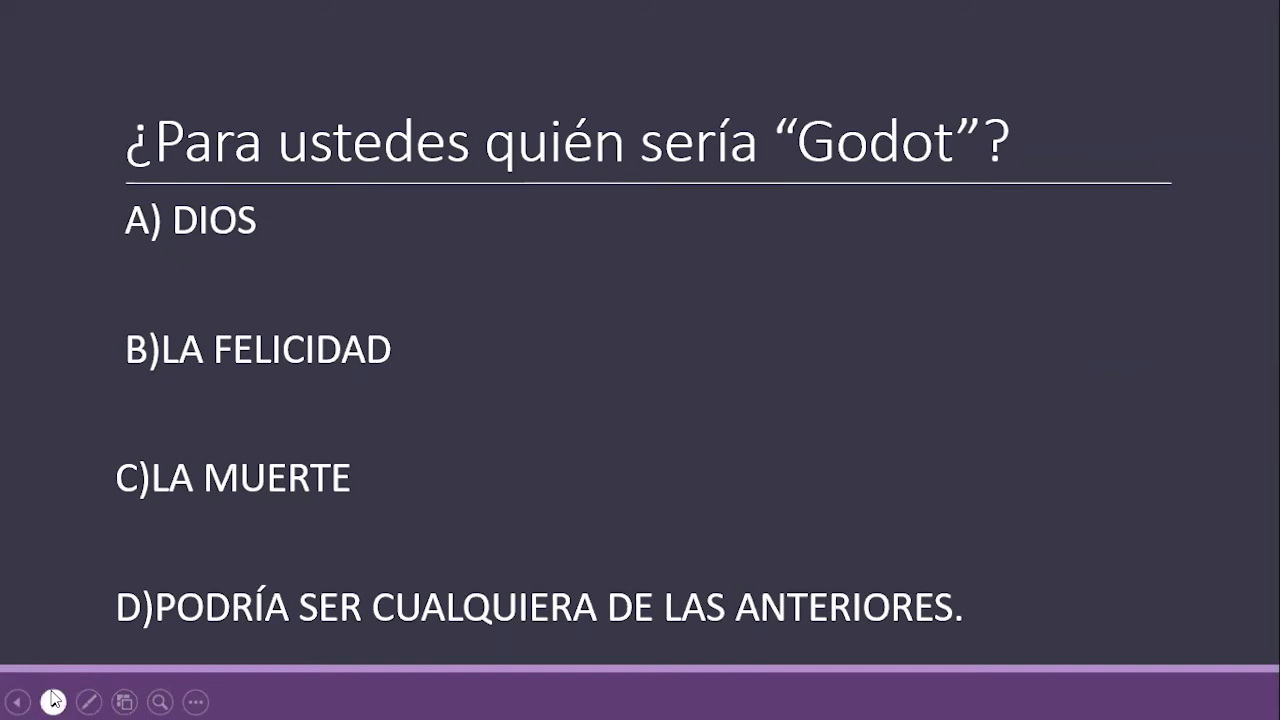 ¿Para ustedes quién sería “Godot”?
A) DIOS
B)LA FELICIDAD
C)LA MUERTE
D)PODRÍA SER CUALQUIERA DE LAS ANTERIORES.